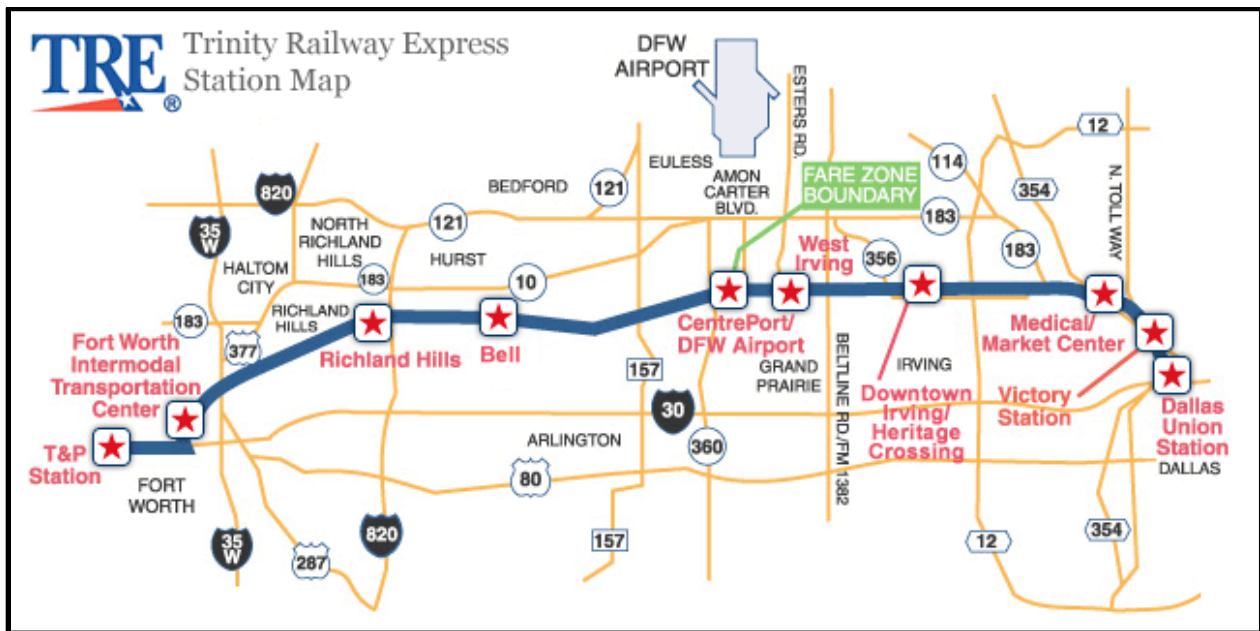 TRE®
Trinity Railway Express
Station Map
DFW
AIRPORT
ESTERS RD.
12
114
820
BEDFORD
121
EULESS
AMON
CARTER
BLVD.
FARE ZONE
BOUNDARY
354
N. TOLL WAY
35
W
NORTH
RICHLAND
HILLS
121
183
183
HURST
West
Irving
356
HALTOM
CITY
183
10
RICHLAND
HILLS
183
377
Fort Worth
Intermodal
Transportation
Center
Richland Hills
Bell
CentrePort/
DFW Airport
Medical/
Market Center
157
GRAND
PRAIRIE
BELTLINE RD./FM 1382
IRVING
Downtown
Irving/
Heritage
Crossing
Victory
Station
Dallas
Union
Station
DALLAS
30
T&P
Station
ARLINGTON
360
FORT
WORTH
80
35
W
287
820
157
12
354